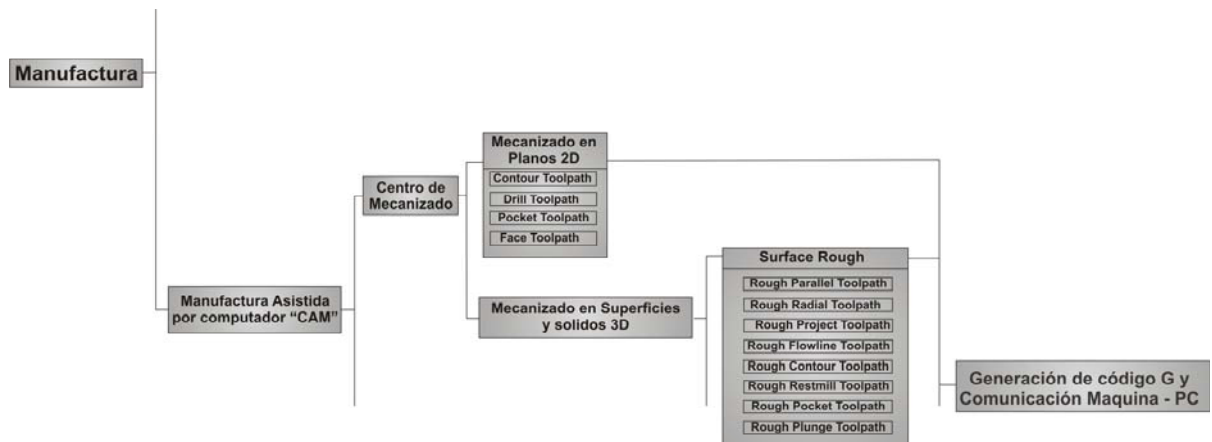 Manufactura
Manufactura Asistida
por computador “CAM”
Centro de
Mecanizado
Mecanizado en
Planos 2D
Contour Toolpath
Drill Toolpath
Pocket Toolpath
Face Toolpath
Mecanizado en Superficies
y solidos 3D
Surface Rough
Rough Parallel Toolpath
Rough Radial Toolpath
Rough Project Toolpath
Rough Flowline Toolpath
Rough Contour Toolpath
Rough Restmill Toolpath
Rough Pocket Toolpath
Rough Plunge Toolpath
Generación de código G y
Comunicación Maquina - PC